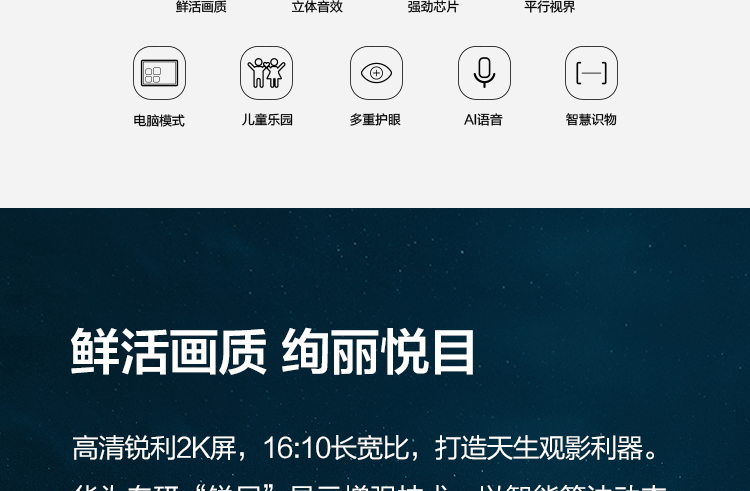 鲜活画质 立体音效 强劲芯片 平行视界
电脑模式 儿童乐园 多重护眼 AI语音 智慧识物
鲜活画质 绚丽悦目
高清锐利2K屏，16:10长宽比，打造天生观影利器。